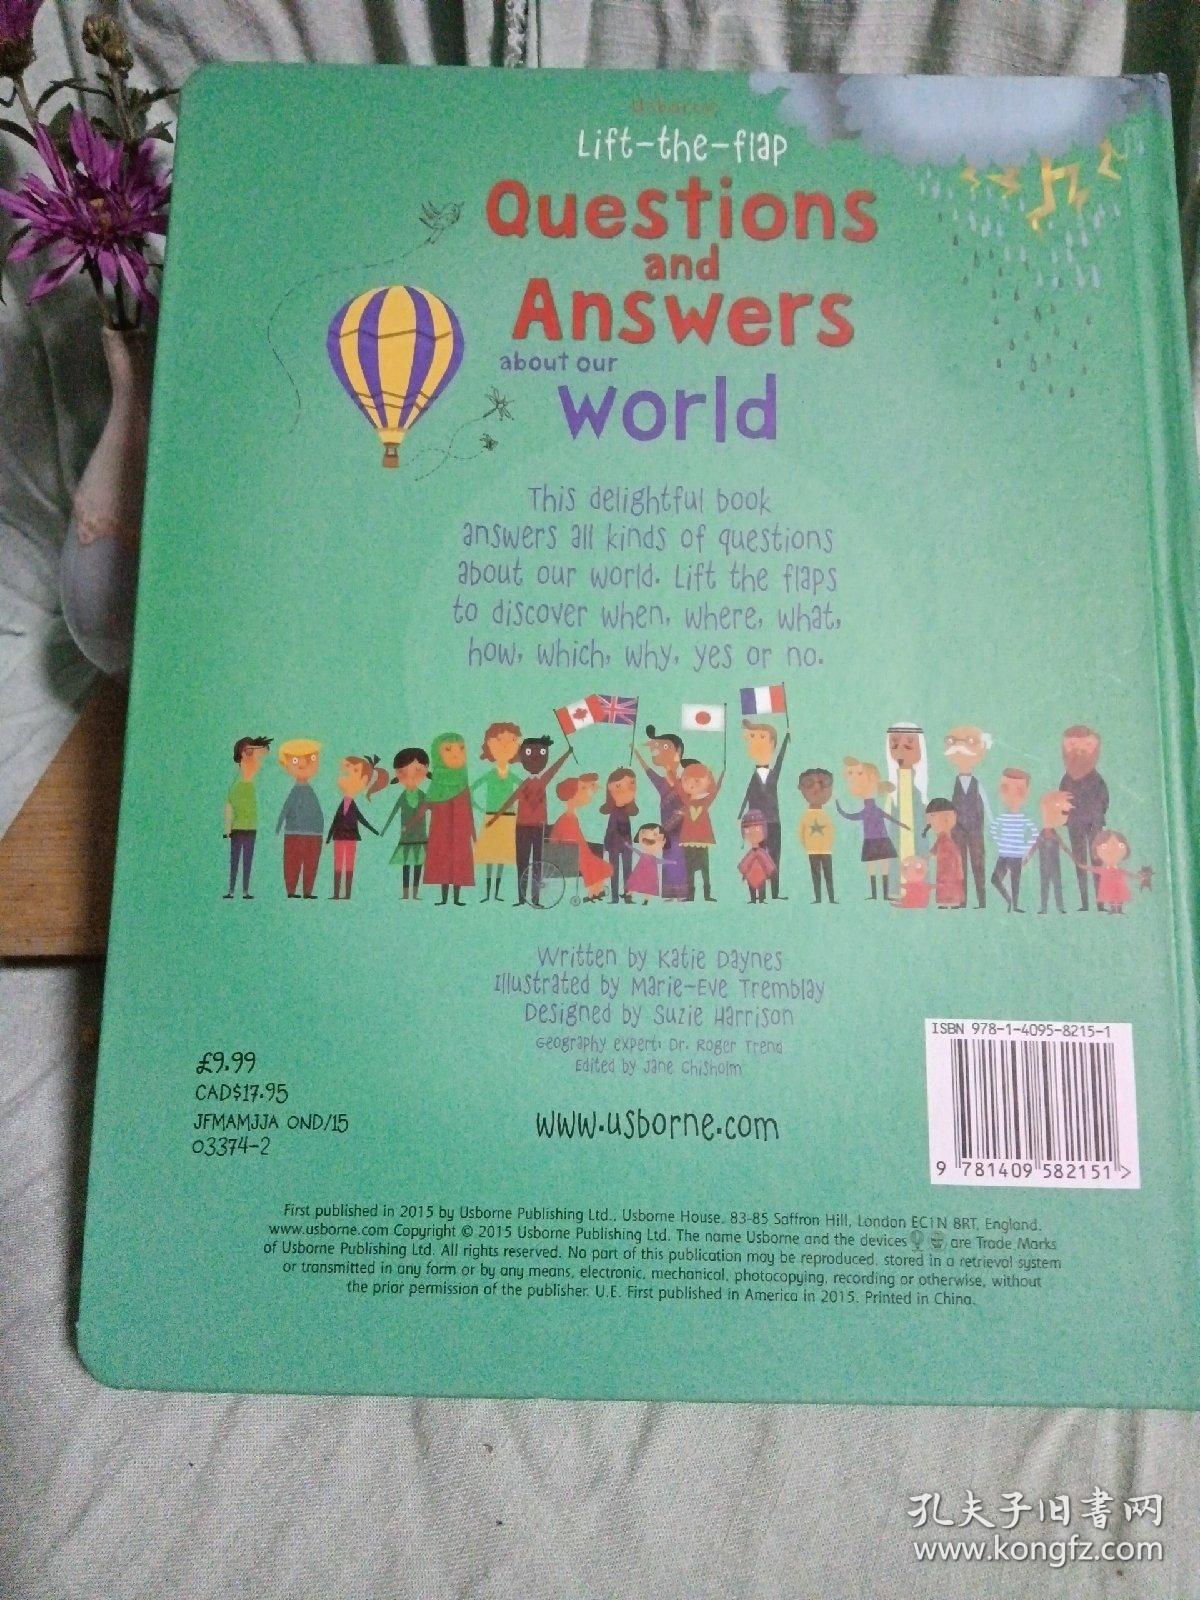 Usborne
Lift-the-flap
Questions
and
Answers
about our
world
This delightful book
answers all kinds of questions
about our world. Lift the flaps
to discover when, where, what,
how, which, why, yes or no.
Written by Katie Daynes
Illustrated by Marie-Eve Tremblay
Designed by Suzie Harrison
Geography expert: Dr. Roger Trend
Edited by Jane Chisholm
£9.99
CAD$17.95
JFMAMJJA OND/15
03374-2
www.usborne.com
ISBN 978-1-4095-8215-1
9 781409 582151 >
First published in 2015 by Usborne Publishing Ltd., Usborne House, 83-85 Saffron Hill, London EC1N 8RT, England.
www.usborne.com Copyright © 2015 Usborne Publishing Ltd. The name Usborne and the devices are Trade Marks
of Usborne Publishing Ltd. All rights reserved. No part of this publication may be reproduced, stored in a retrieval system
or transmitted in any form or by any means, electronic, mechanical, photocopying, recording or otherwise, without
the prior permission of the publisher. U.E. First published in America in 2015. Printed in China.
孔夫子旧书网
www.kongfz.com